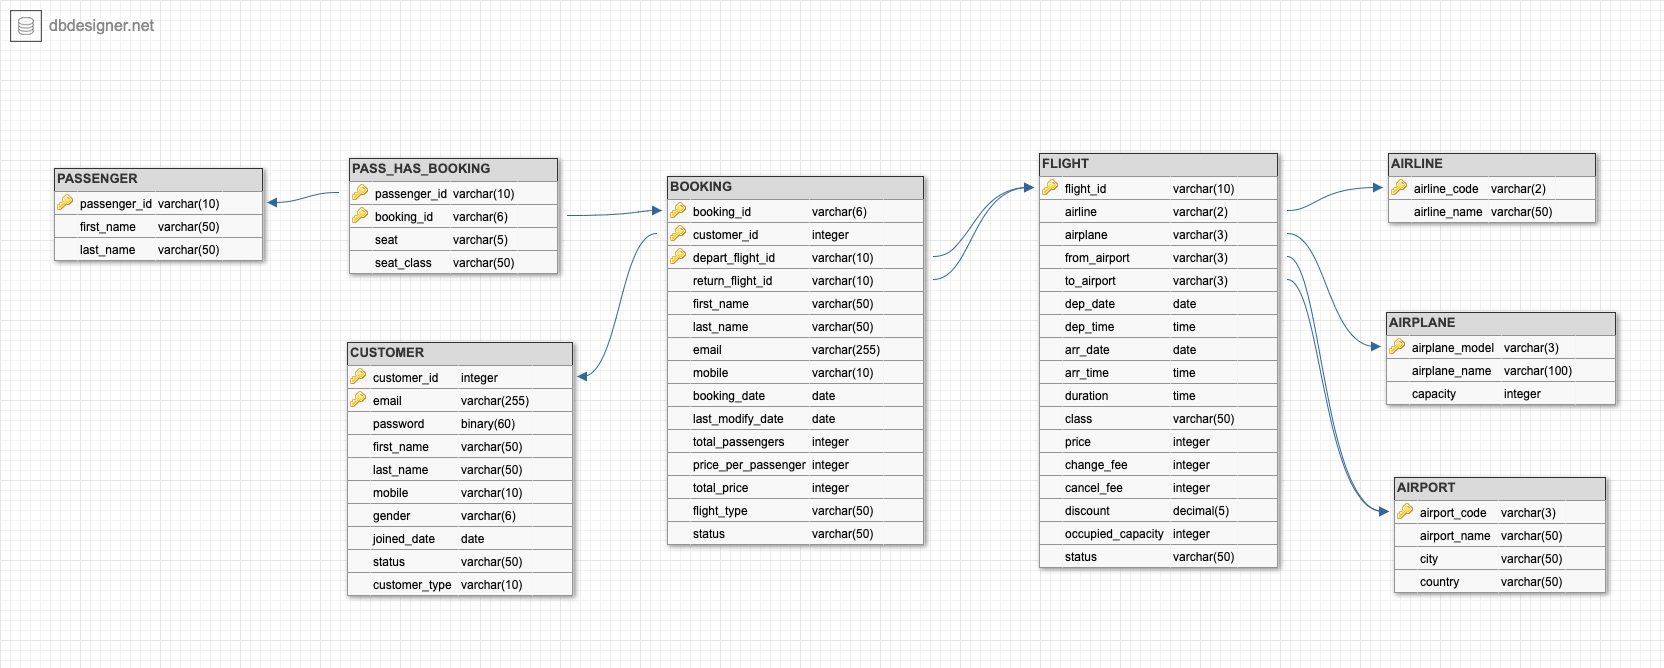 dbdesigner.net
PASSENGER
passenger_id varchar(10)
first_name varchar(50)
last_name varchar(50)
PASS_HAS_BOOKING
passenger_id varchar(10)
booking_id varchar(6)
seat varchar(5)
seat_class varchar(50)
CUSTOMER
customer_id integer
email varchar(255)
password binary(60)
first_name varchar(50)
last_name varchar(50)
mobile varchar(10)
gender varchar(6)
joined_date date
status varchar(50)
customer_type varchar(10)
BOOKING
booking_id varchar(6)
customer_id integer
depart_flight_id varchar(10)
return_flight_id varchar(10)
first_name varchar(50)
last_name varchar(50)
email varchar(255)
mobile varchar(10)
booking_date date
last_modify_date date
total_passengers integer
price_per_passenger integer
total_price integer
flight_type varchar(50)
status varchar(50)
FLIGHT
flight_id varchar(10)
airline varchar(2)
airplane varchar(3)
from_airport varchar(3)
to_airport varchar(3)
dep_date date
dep_time time
arr_date date
arr_time time
duration time
class varchar(50)
price integer
change_fee integer
cancel_fee integer
discount decimal(5)
occupied_capacity integer
status varchar(50)
AIRLINE
airline_code varchar(2)
airline_name varchar(50)
AIRPLANE
airplane_model varchar(3)
airplane_name varchar(100)
capacity integer
AIRPORT
airport_code varchar(3)
airport_name varchar(50)
city varchar(50)
country varchar(50)